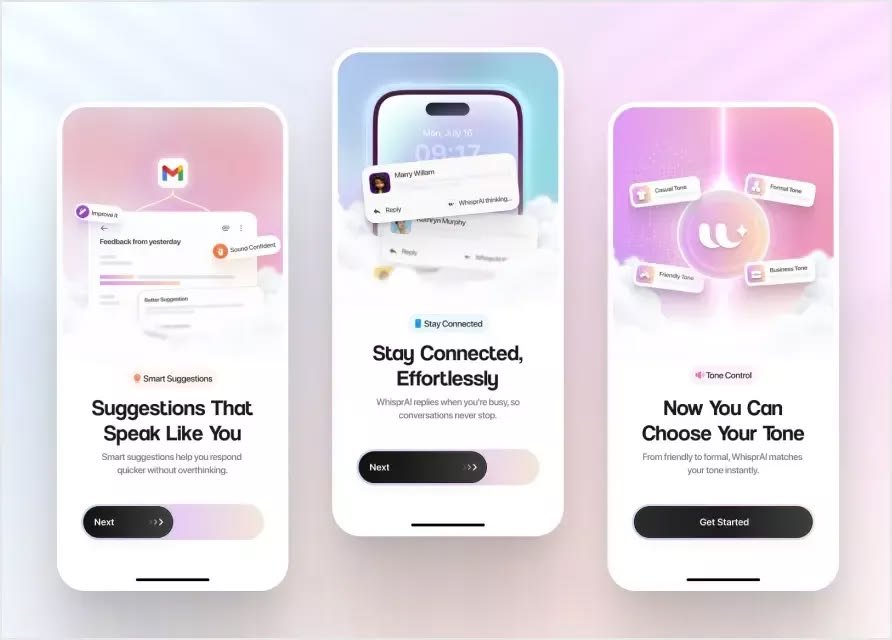 Improve it
Feedback from yesterday
Sound Confident
Better Suggestion
Smart Suggestions
Suggestions That
Speak Like You
Smart suggestions help you respond
quicker without overthinking.
Next
Mon, July 16
09:17
Marry William
Reply
WhisprAI thinking...
Kathryn Murphy
Reply
Stay Connected
Stay Connected,
Effortlessly
WhisprAI replies when you're busy, so
conversations never stop.
Next
Casual Tone
Formal Tone
Friendly Tone
Business Tone
Tone Control
Now You Can
Choose Your Tone
From friendly to formal, WhisprAI matches
your tone instantly.
Get Started